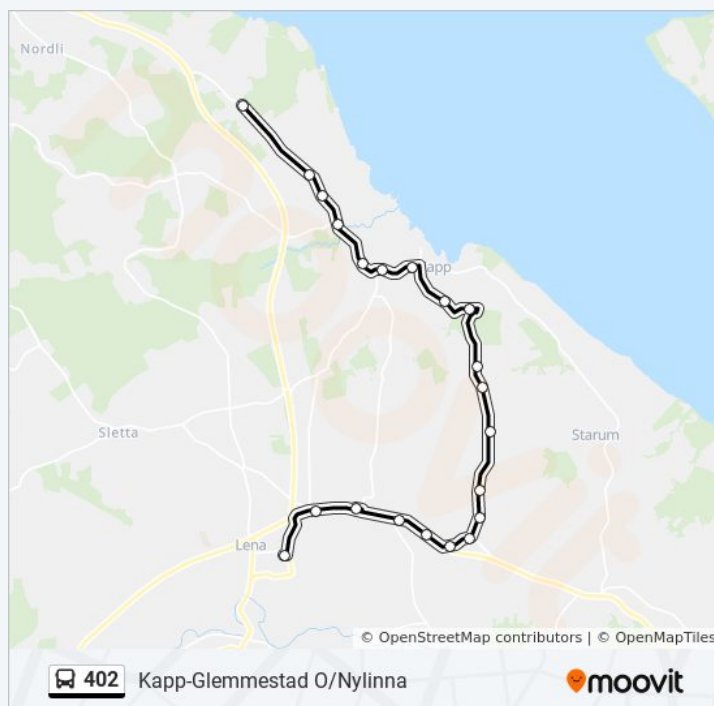 Nordli
Kapp
Sletta
Starum
Lena
© OpenStreetMap contributors | © OpenMapTiles
402 Kapp-Glemmestad O/Nylinna
moovit